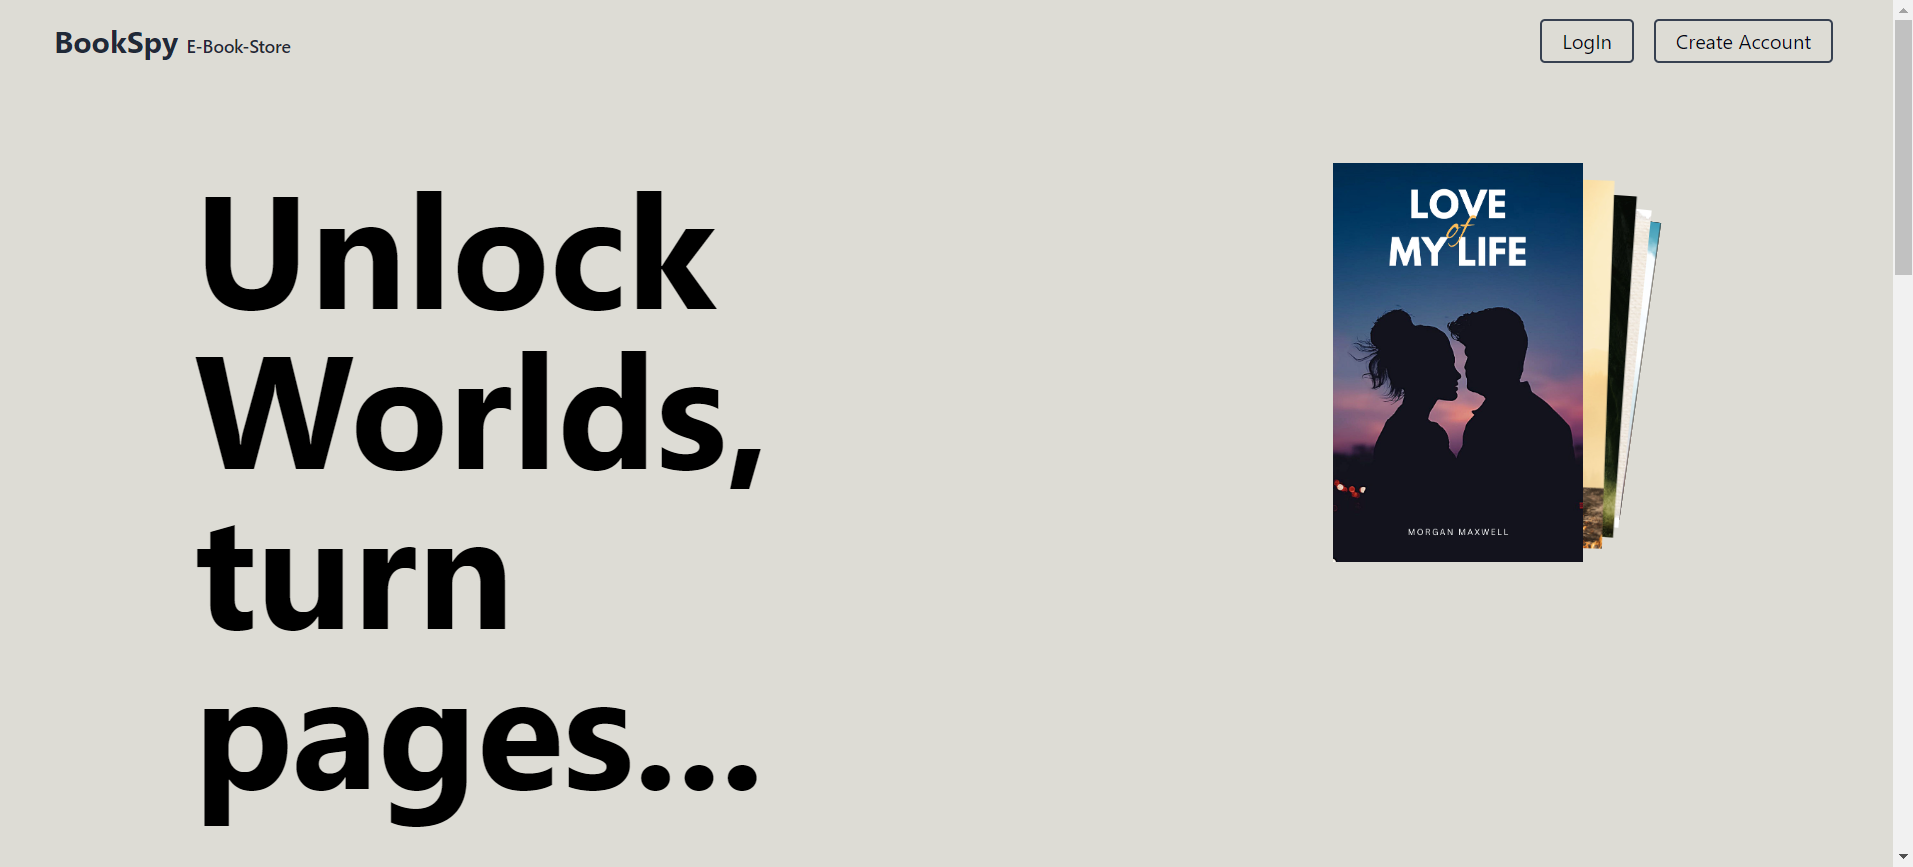 BookSpy E-Book-Store
LogIn
Create Account
Unlock
Worlds,
turn
pages...
LOVE
of
MY LIFE
MORGAN MAXWELL